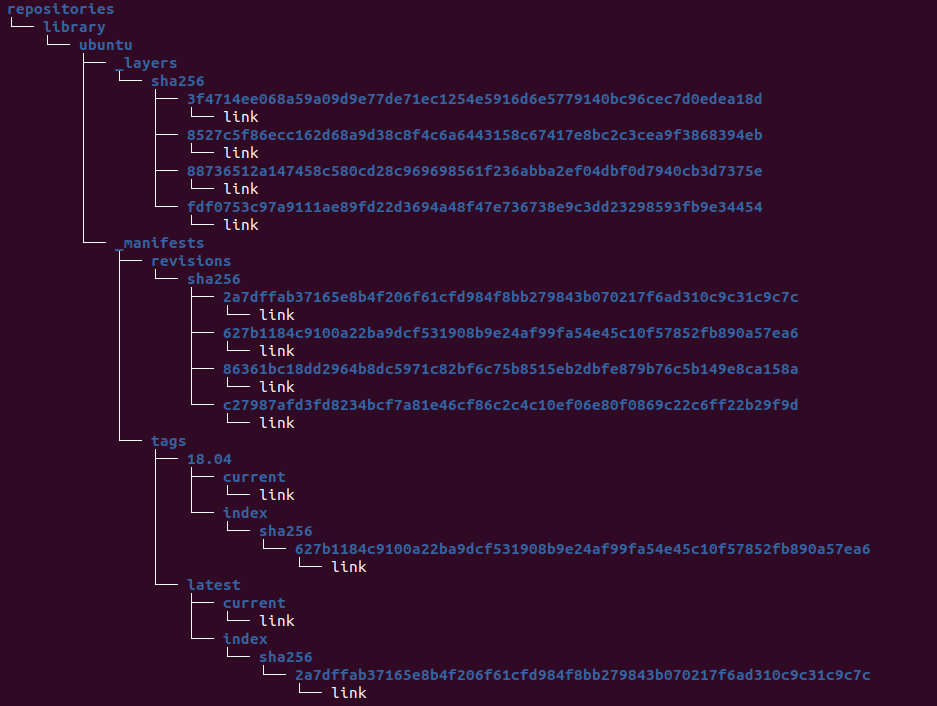 repositories
library
ubuntu
_layers
sha256
3f4714ee068a59a09d9e77de71ec1254e5916d6e5779140bc96cec7d0edea18d
link
8527c5f86ecc162d68a9d38c8f4c6a6443158c67417e8bc2c3cea9f3868394eb
link
88736512a147458c580cd28c969698561f236abba2ef04dbf0d7940cb3d7375e
link
fdf0753c97a9111ae89fd22d3694a48f47e736738e9c3dd23298593fb9e34454
link
_manifests
revisions
sha256
2a7dffab37165e8b4f206f61cfd984f8bb279843b070217f6ad310c9c31c9c7c
link
627b1184c9100a22ba9dcf531908b9e24af99fa54e45c10f57852fb890a57ea6
link
86361bc18dd2964b8dc5971c82bf6c75b8515eb2dbfe879b76c5b149e8ca158a
link
c27987afd3fd8234bcf7a81e46cf86c2c4c10ef06e80f0869c22c6ff22b29f9d
link
tags
18.04
current
link
index
sha256
627b1184c9100a22ba9dcf531908b9e24af99fa54e45c10f57852fb890a57ea6
link
latest
current
link
index
sha256
2a7dffab37165e8b4f206f61cfd984f8bb279843b070217f6ad310c9c31c9c7c
link